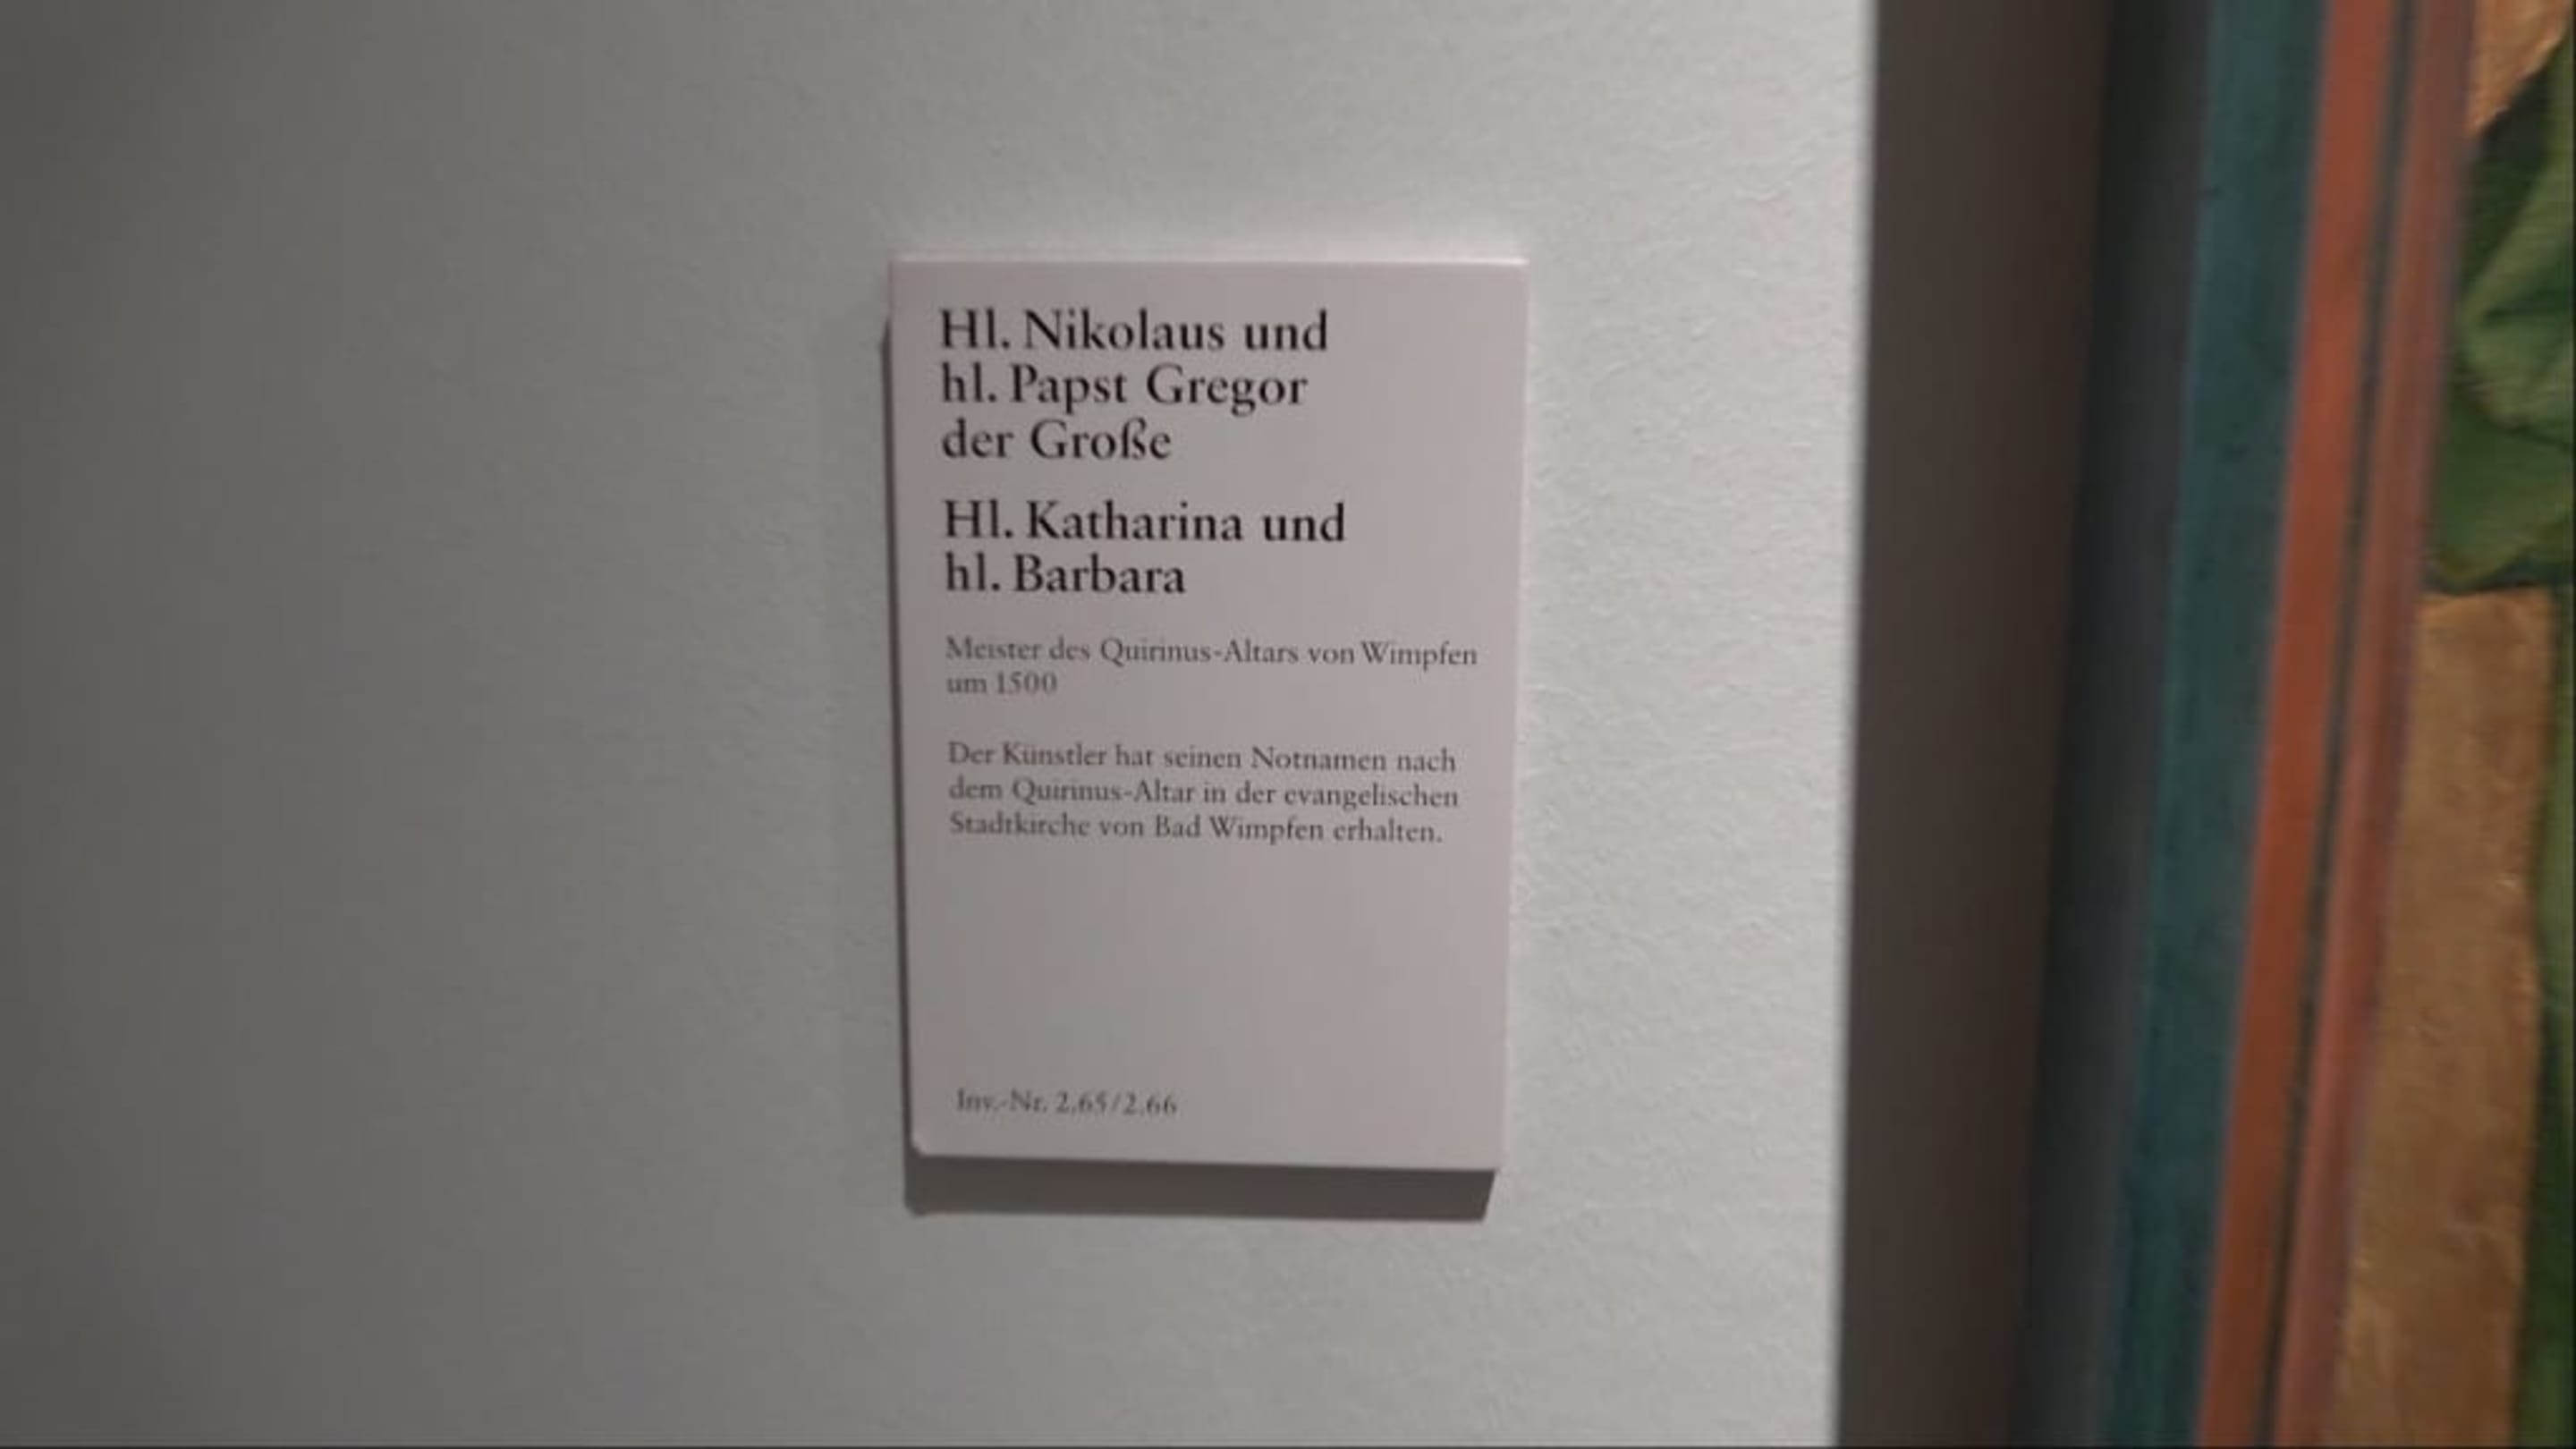 Hl. Nikolaus und
hl. Papst Gregor
der Große
Hl. Katharina und
hl. Barbara
Meister des Quirinus-Altars von Wimpfen
um 1500
Der Künstler hat seinen Notnamen nach
dem Quirinus-Altar in der evangelischen
Stadtkirche von Bad Wimpfen erhalten.
Inv.-Nr. 2.65/2.66